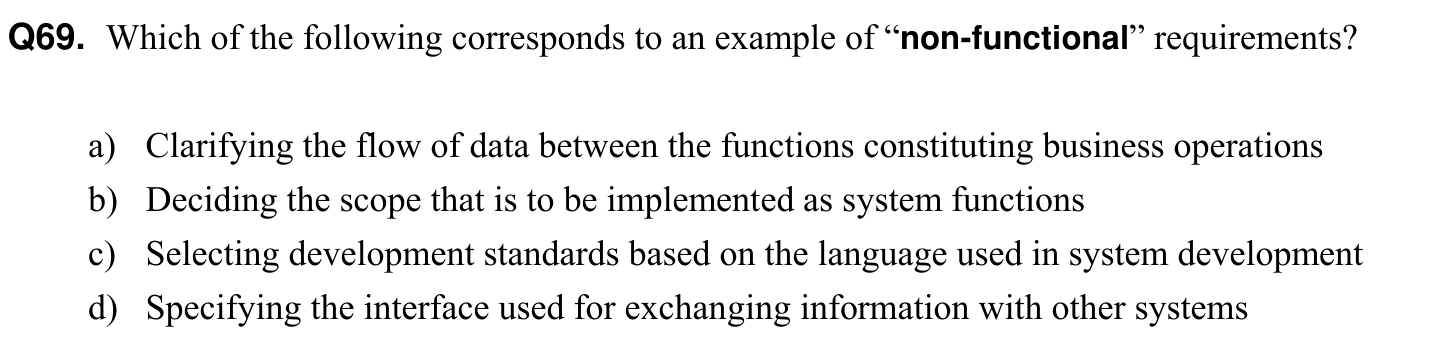 Q69. Which of the following corresponds to an example of “non-functional” requirements?
a) Clarifying the flow of data between the functions constituting business operations
b) Deciding the scope that is to be implemented as system functions
c) Selecting development standards based on the language used in system development
d) Specifying the interface used for exchanging information with other systems